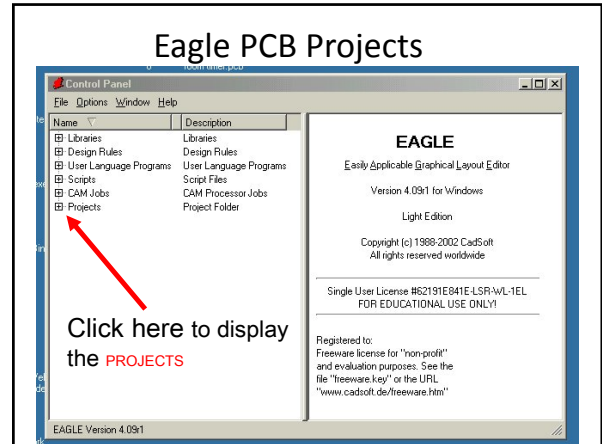 Eagle PCB Projects
room timer.pcb
Control Panel
File Options Window Help
Name Description
Libraries Libraries
Design Rules Design Rules
User Language Programs User Language Programs
Scripts Script Files
CAM Jobs CAM Processor Jobs
Projects Project Folder
Click here to display
the PROJECTS
EAGLE
Easily Applicable Graphical Layout Editor
Version 4.09r1 for Windows
Light Edition
Copyright (c) 1988-2002 CadSoft
All rights reserved worldwide
Single User License #62191E841E-LSR-WL-1EL
FOR EDUCATIONAL USE ONLY!
Registered to:
Freeware license for "non-profit"
and evaluation purposes. See the
file "freeware.key" or the URL
"www.cadsoft.de/freeware.htm"
EAGLE Version 4.09r1